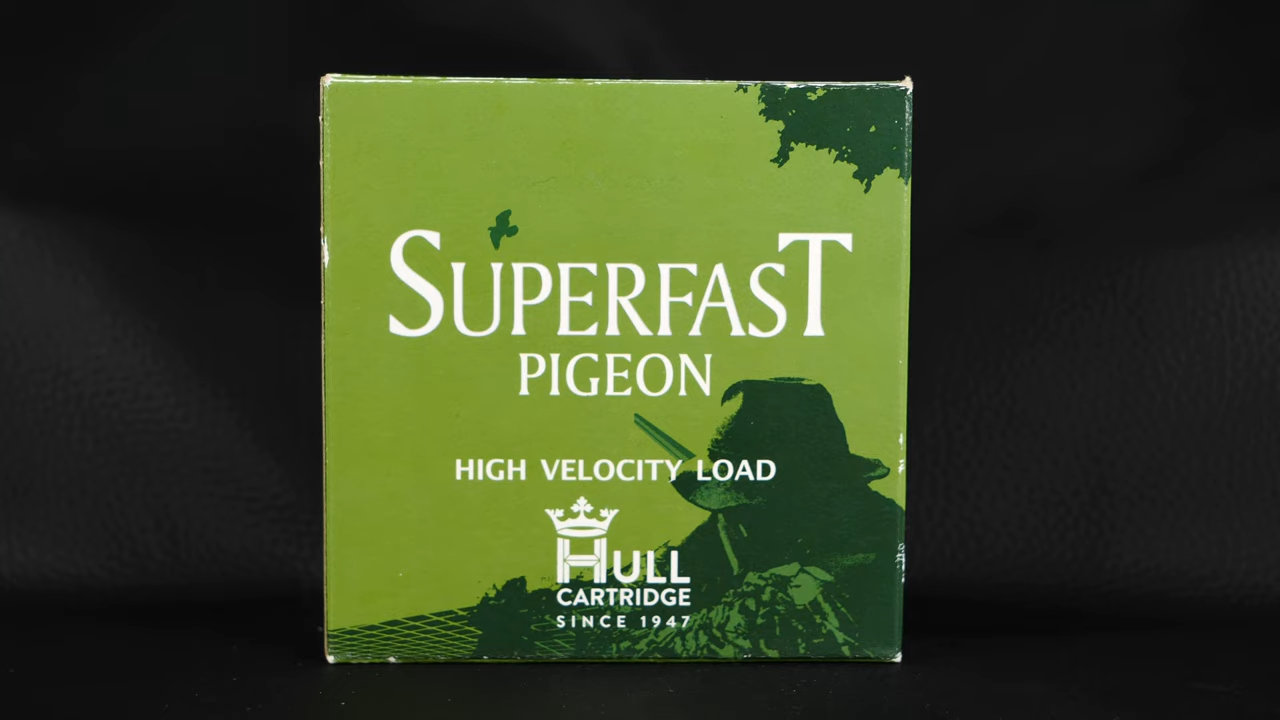 SUPERFAST
PIGEON
HIGH VELOCITY LOAD
HULL
CARTRIDGE
SINCE 1947